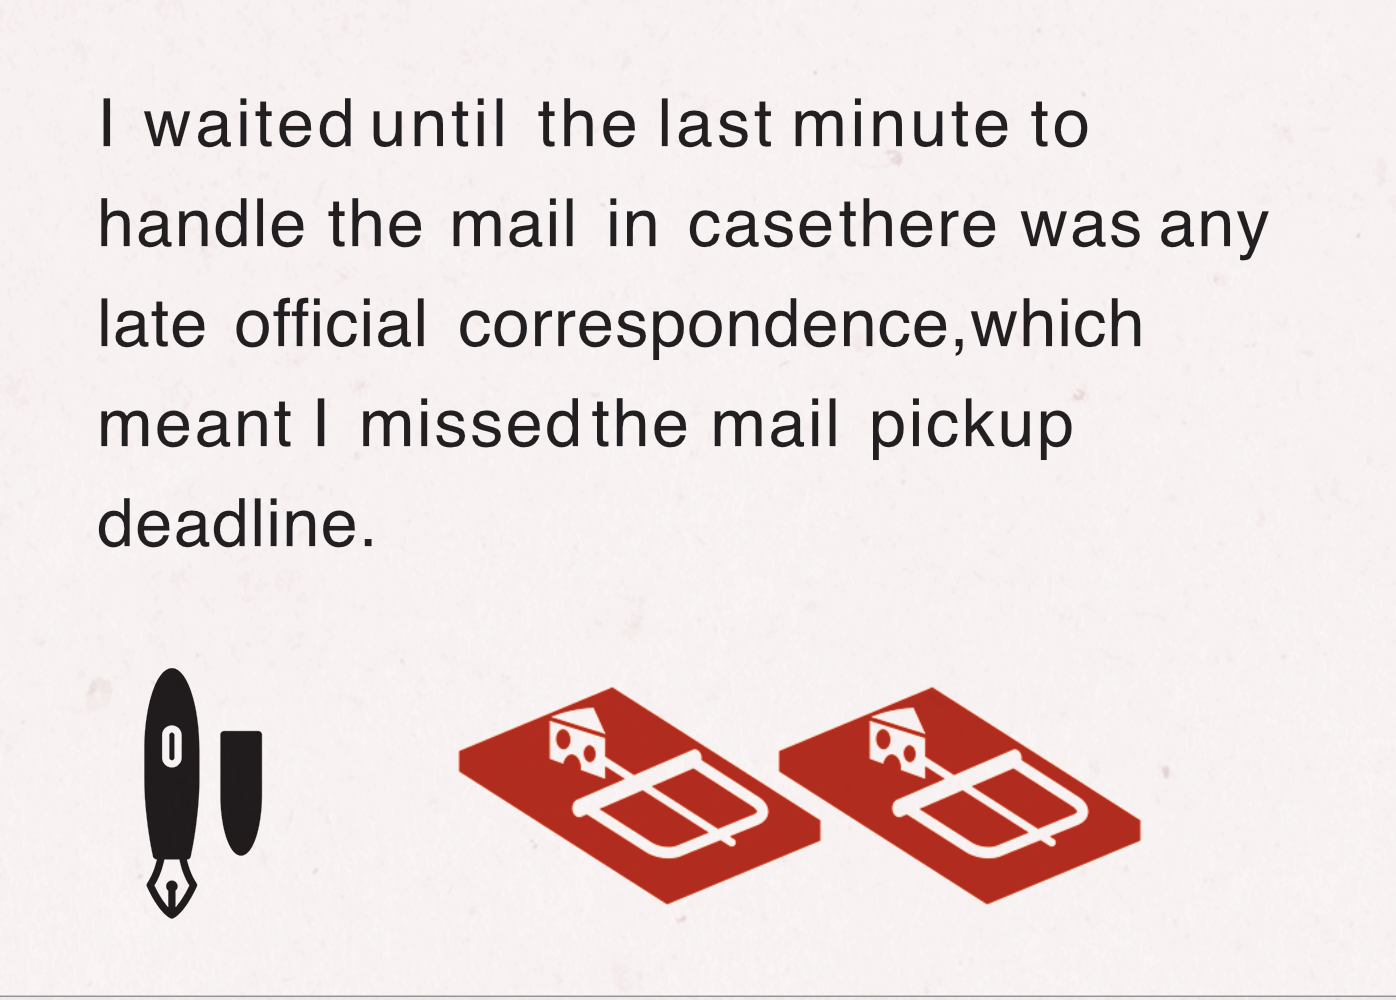 I waited until the last minute to
handle the mail in casethere was any
late official correspondence,which
meant I missedthe mail pickup
deadline.